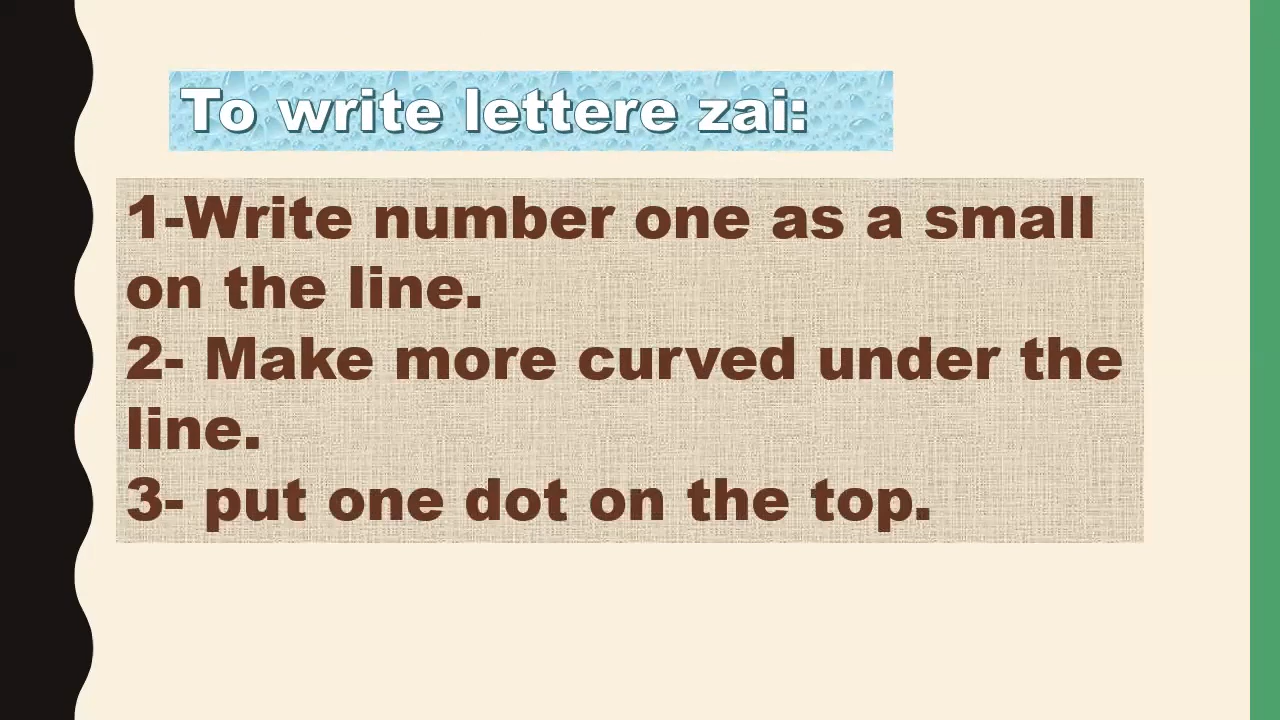 To write lettere zai:
1-Write number one as a small
on the line.
2- Make more curved under the
line.
3- put one dot on the top.